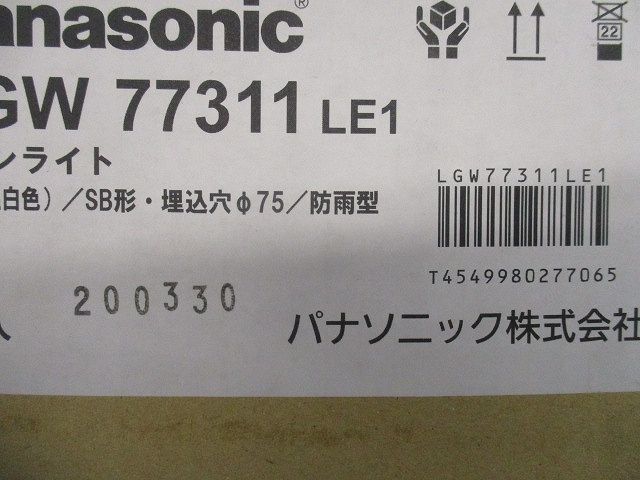 anasonic®
22
GW 77311 LE1
ンライト
白色）／SB形・埋込穴φ75／防雨型
LGW77311LE1
T4549980277065
200330
パナソニック株式会社